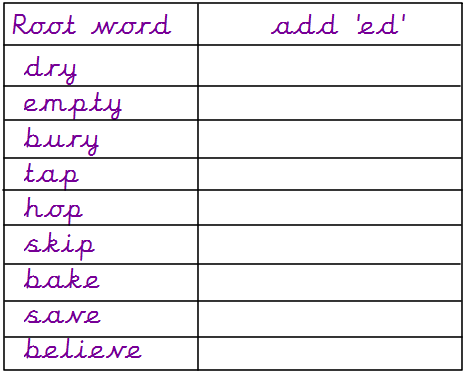 Root word add 'ed'
dry
empty
bury
tap
hop
skip
bake
save
believe